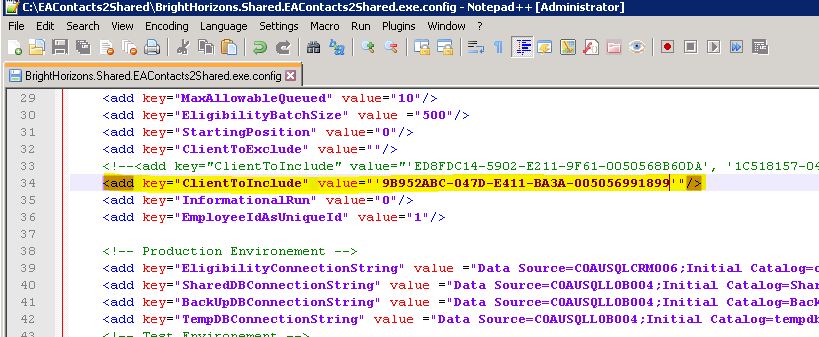 C:\EAContacts2Shared\BrightHorizons.Shared.EAContacts2Shared.exe.config - Notepad++ [Administrator]
File Edit Search View Encoding Language Settings Macro Run Plugins Window ?
BrightHorizons.Shared.EAContacts2Shared.exe.config
29 <add key="MaxAllowableQueued" value="10"/>
30 <add key="EligibilityBatchSize" value ="500"/>
31 <add key="StartingPosition" value="0"/>
32 <add key="ClientToExclude" value=""/>
33 <!--<add key="ClientToInclude" value="'ED8FDC14-5902-E211-9F61-0050568B60DA', '1C518157-04
34 <add key="ClientToInclude" value="'9B952ABC-047D-E411-BA3A-005056991899'"/>
35 <add key="InformationalRun" value="0"/>
36 <add key="EmployeeIdAsUniqueId" value="1"/>
37
38 <!-- Production Environement -->
39 <add key="EligibilityConnectionString" value ="Data Source=COAUSQLCRM006;Initial Catalog=c
40 <add key="SharedDBConnectionString" value ="Data Source=COAUSQLLOB004;Initial Catalog=Shar
41 <add key="BackUpDBConnectionString" value ="Data Source=COAUSQLLOB004;Initial Catalog=Back
42 <add key="TempDBConnectionString" value ="Data Source=COAUSQLLOB004;Initial Catalog=tempdb
43 <!-- Test Environement -->